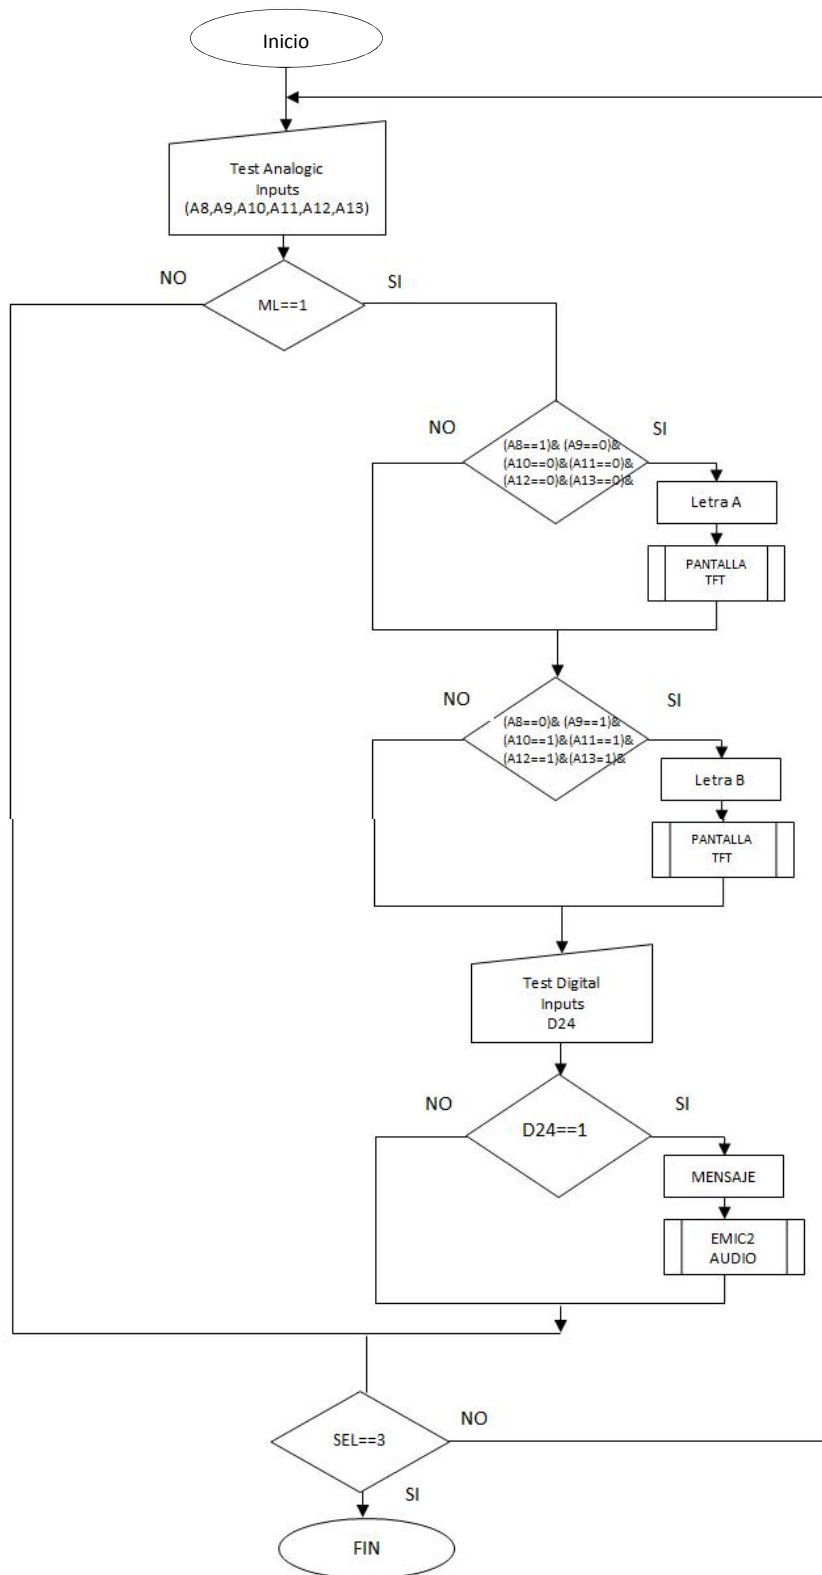 Inicio
Test Analogic
Inputs
(A8,A9,A10,A11,A12,A13)
NO
SI
ML==1
NO
SI
(A8==1)& (A9==0)&
(A10==0)&(A11==0)&
(A12==0)&(A13==0)&
Letra A
PANTALLA
TFT
NO
SI
(A8==0)& (A9==1)&
(A10==1)&(A11==1)&
(A12==1)&(A13=1)&
Letra B
PANTALLA
TFT
Test Digital
Inputs
D24
NO
SI
D24==1
MENSAJE
EMIC2
AUDIO
SEL==3
NO
SI
FIN